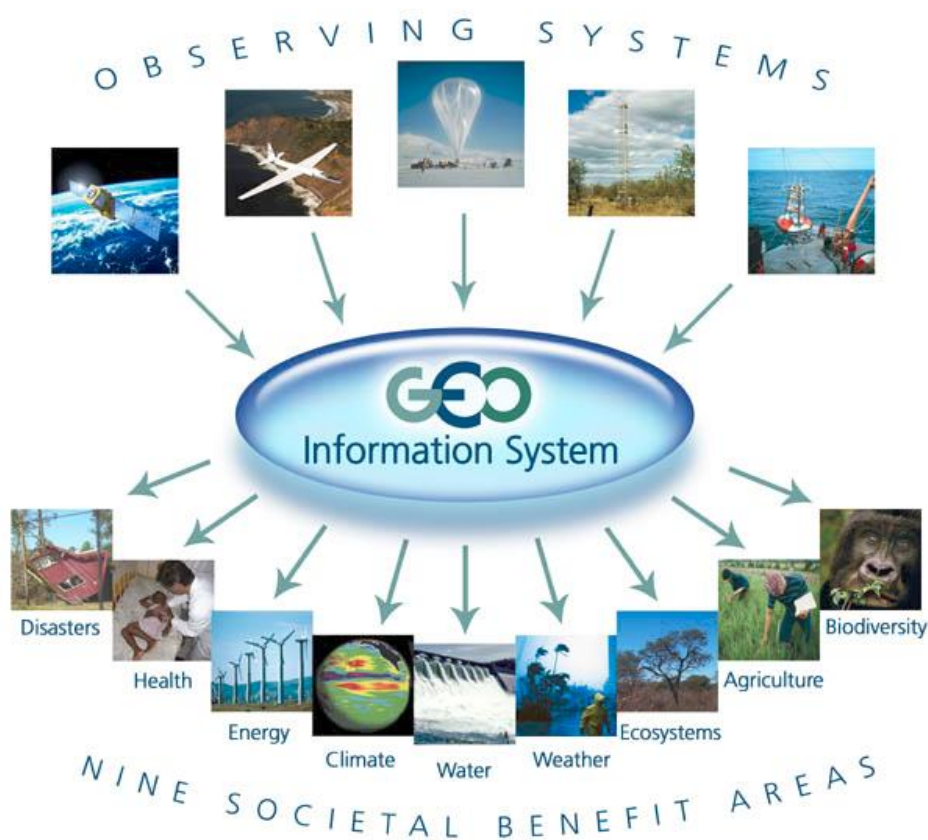 OBSERVING SYSTEMS
GEO
Information System
Disasters
Health
Energy
Climate
Water
Weather
Ecosystems
Agriculture
Biodiversity
NINE SOCIETAL BENEFIT AREAS